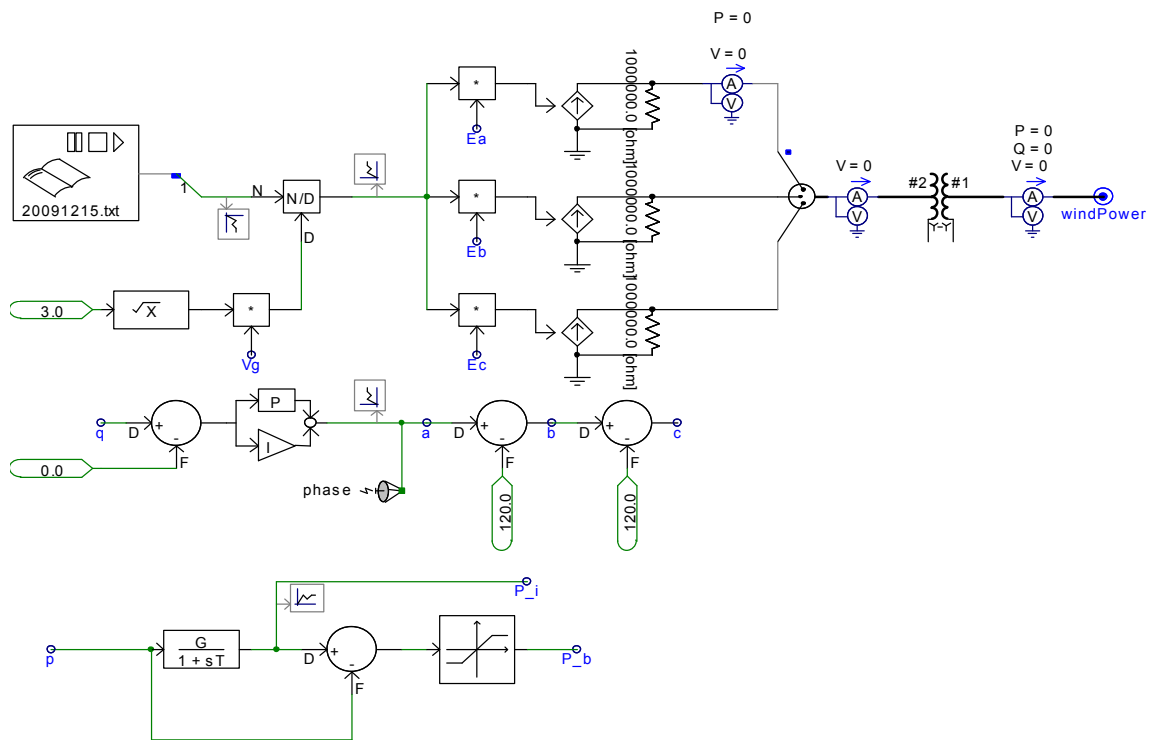 P = 0
V = 0
A
V
1000000.0 [ohm]
*
Ea
20091215.txt
1
N
N/D
D
*
Eb
1000000.0 [ohm]
V = 0
A
V
#2
#1
Y-Y
P = 0
Q = 0
V = 0
A
V
windPower
3.0
√X
*
Vg
*
Ec
1000000.0 [ohm]
q
D
+
-
F
0.0
P
I
phase
a
D
+
-
F
120.0
b
D
+
-
F
120.0
c
P_i
p
G
1 + sT
D
+
-
F
P_b